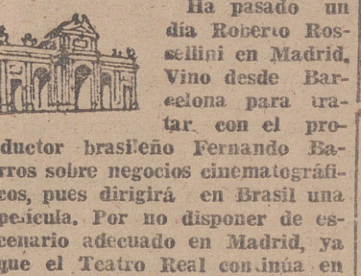 Ha pasado un
día Roberto Ros-
sellini en Madrid.
Vino desde Bar-
celona para tra-
tar con el pro-
ductor brasileño Fernando Ba-
rros sobre negocios cinematográfi-
cos, pues dirigirá en Brasil una
película. Por no disponer de es-
cenario adecuado en Madrid, ya
que el Teatro Real continúa en